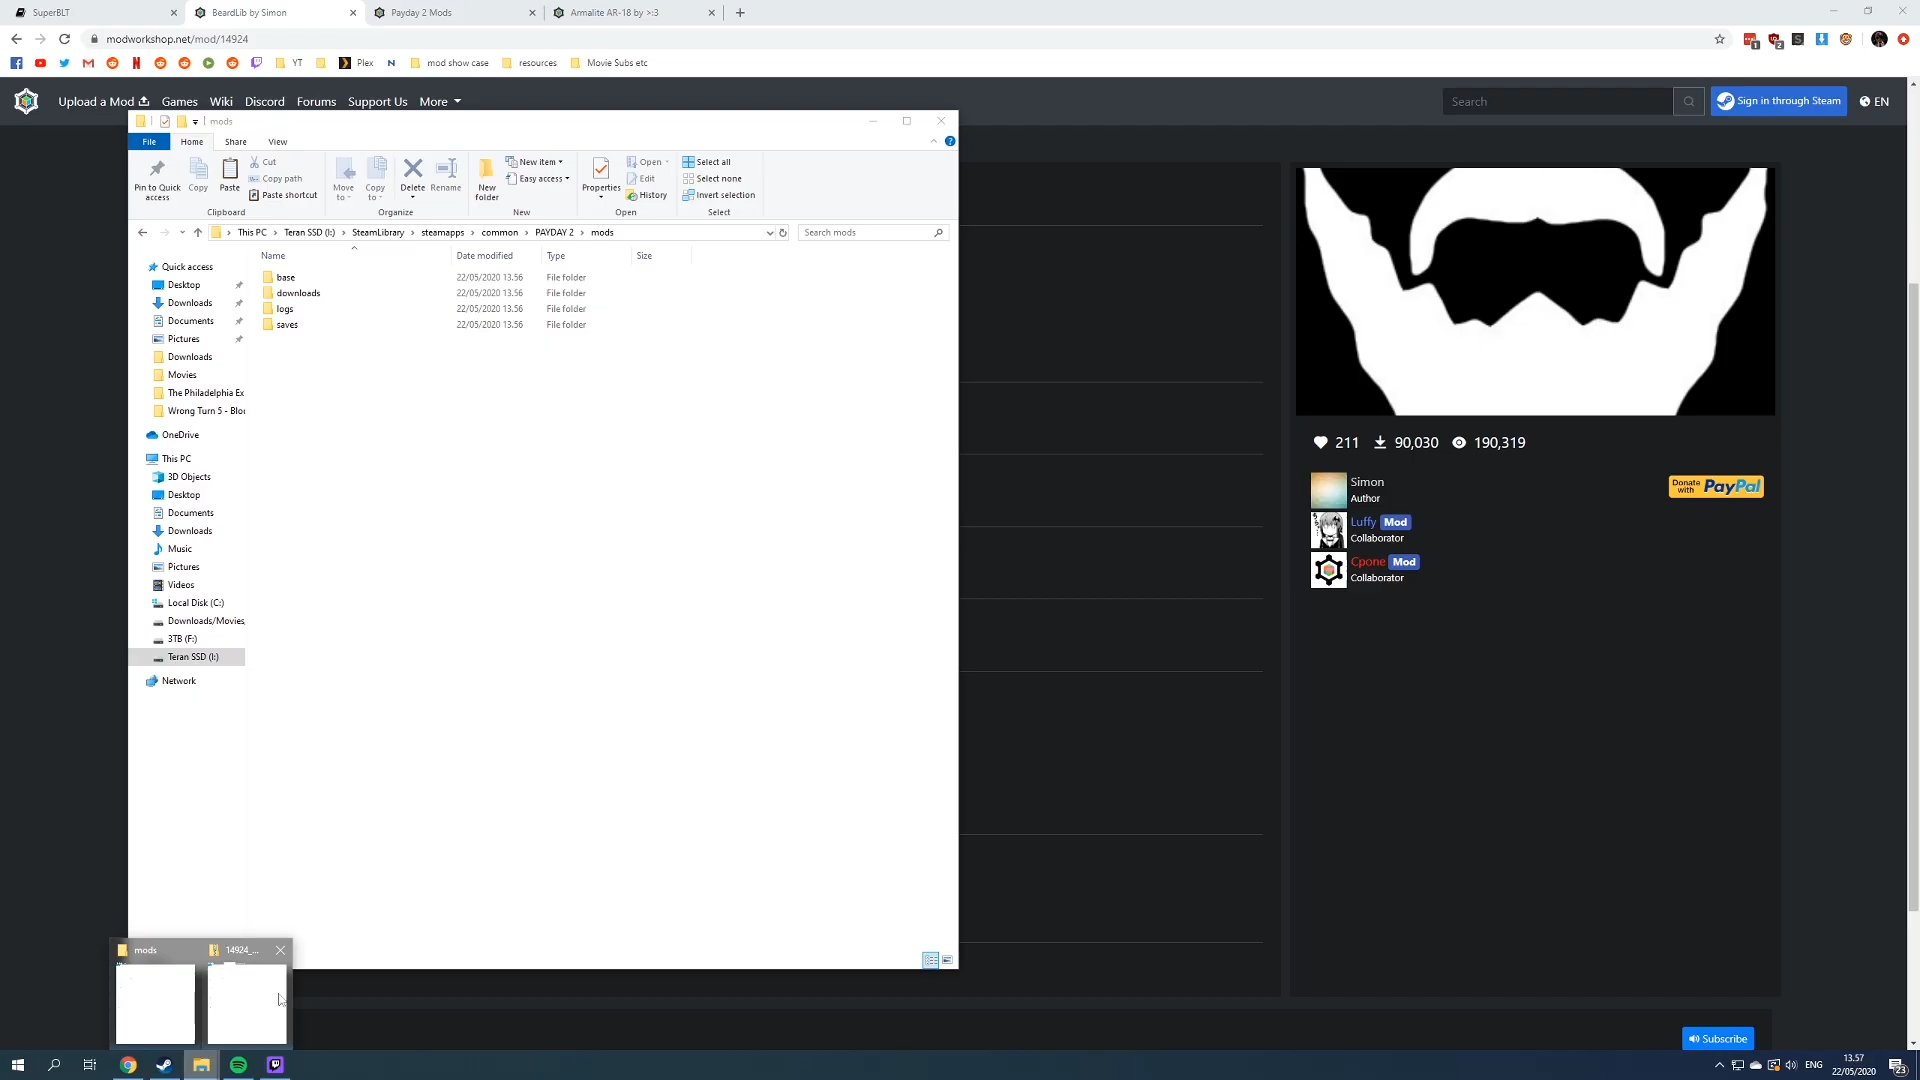 SuperBLT
BeardLib by Simon
Payday 2 Mods
Armalite AR-18 by >:3
modworkshop.net/mod/14924
YT
Plex
N
mod show case
resources
Movie Subs etc
Upload a Mod
Games
Wiki
Discord
Forums
Support Us
More
Search
Sign in through Steam
EN
mods
File
Home
Share
View
Pin to Quick access
Copy
Paste
Cut
Copy path
Paste shortcut
Clipboard
Move to
Copy to
Delete
Rename
Organize
New folder
New item
Easy access
New
Properties
Open
Edit
History
Open
Select all
Select none
Invert selection
Select
This PC > Teran SSD (I:) > SteamLibrary > steamapps > common > PAYDAY 2 > mods
Search mods
Name
Date modified
Type
Size
base 22/05/2020 13.56 File folder
downloads 22/05/2020 13.56 File folder
logs 22/05/2020 13.56 File folder
saves 22/05/2020 13.56 File folder
Quick access
Desktop
Downloads
Documents
Pictures
Downloads
Movies
The Philadelphia Ex
Wrong Turn 5 - Bloo
OneDrive
This PC
3D Objects
Desktop
Documents
Downloads
Music
Pictures
Videos
Local Disk (C:)
Downloads/Movies,
3TB (F:)
Teran SSD (I:)
Network
211
90,030
190,319
Simon
Author
Donate with PayPal
Luffy Mod
Collaborator
Cpone Mod
Collaborator
mods
14924_...
Subscribe
ENG
13.57
22/05/2020
23